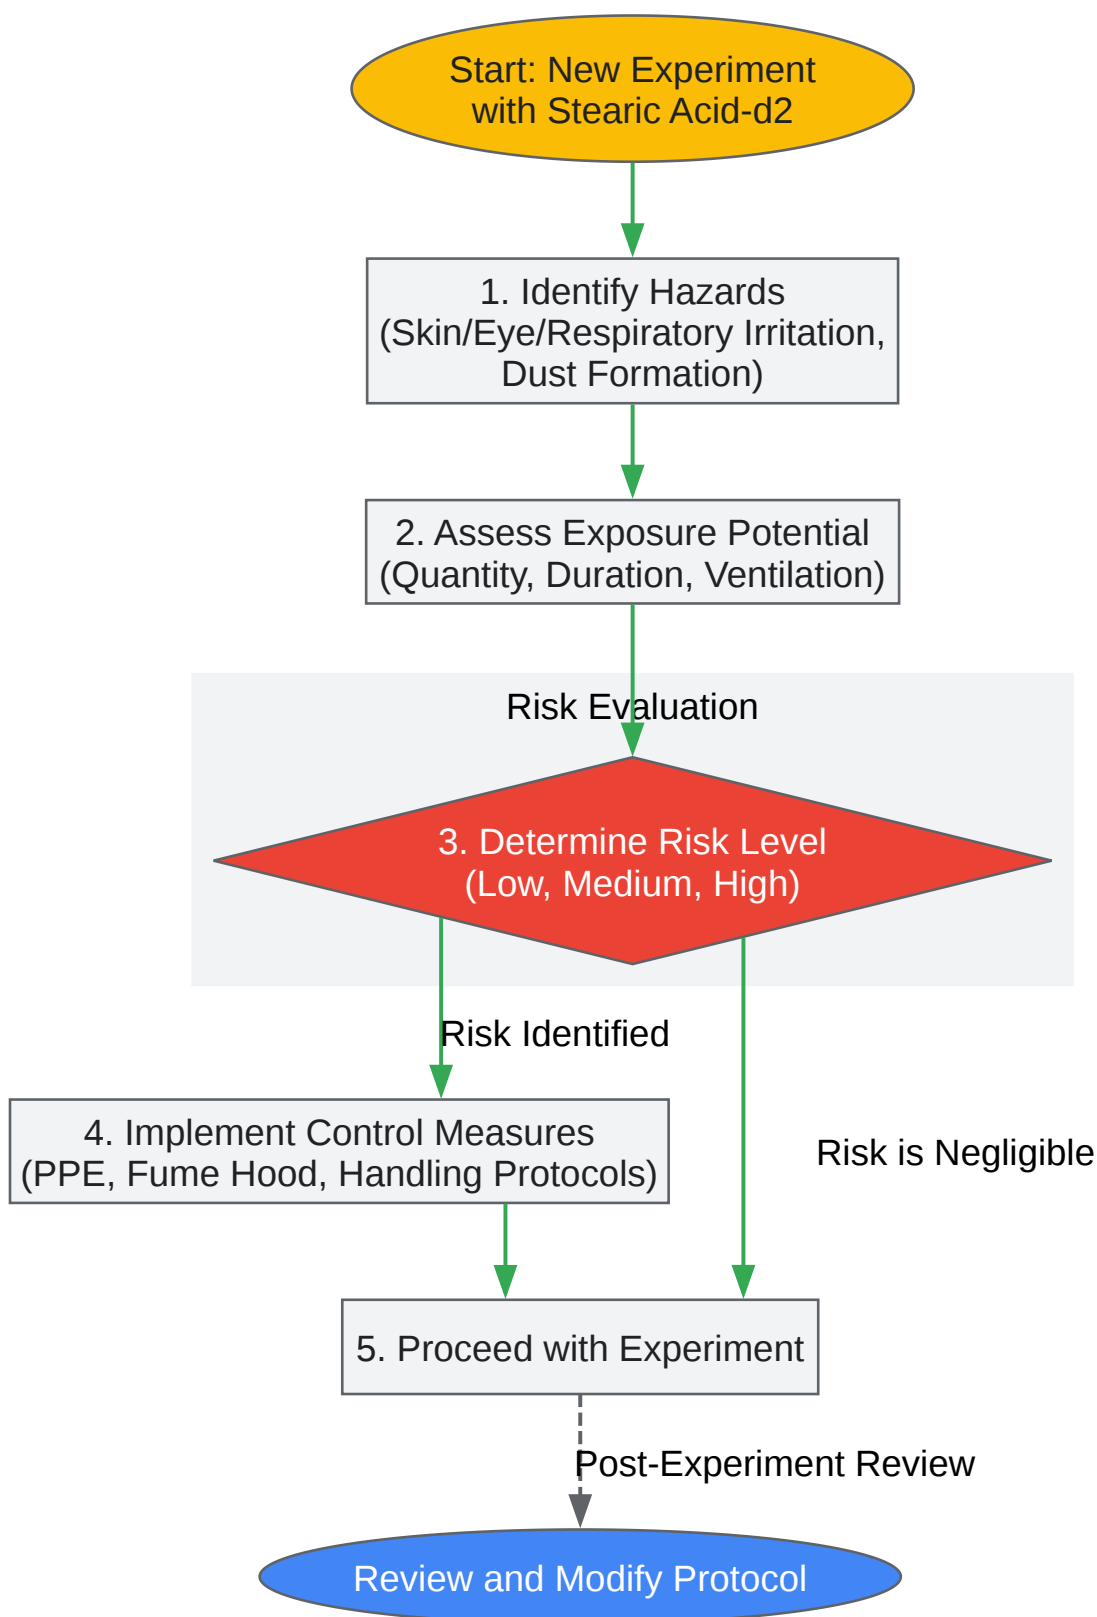 Start: New Experiment
with Stearic Acid-d2
1. Identify Hazards
(Skin/Eye/Respiratory Irritation,
Dust Formation)
2. Assess Exposure Potential
(Quantity, Duration, Ventilation)
Risk Evaluation
3. Determine Risk Level
(Low, Medium, High)
Risk Identified
4. Implement Control Measures
(PPE, Fume Hood, Handling Protocols)
Risk is Negligible
5. Proceed with Experiment
Post-Experiment Review
Review and Modify Protocol